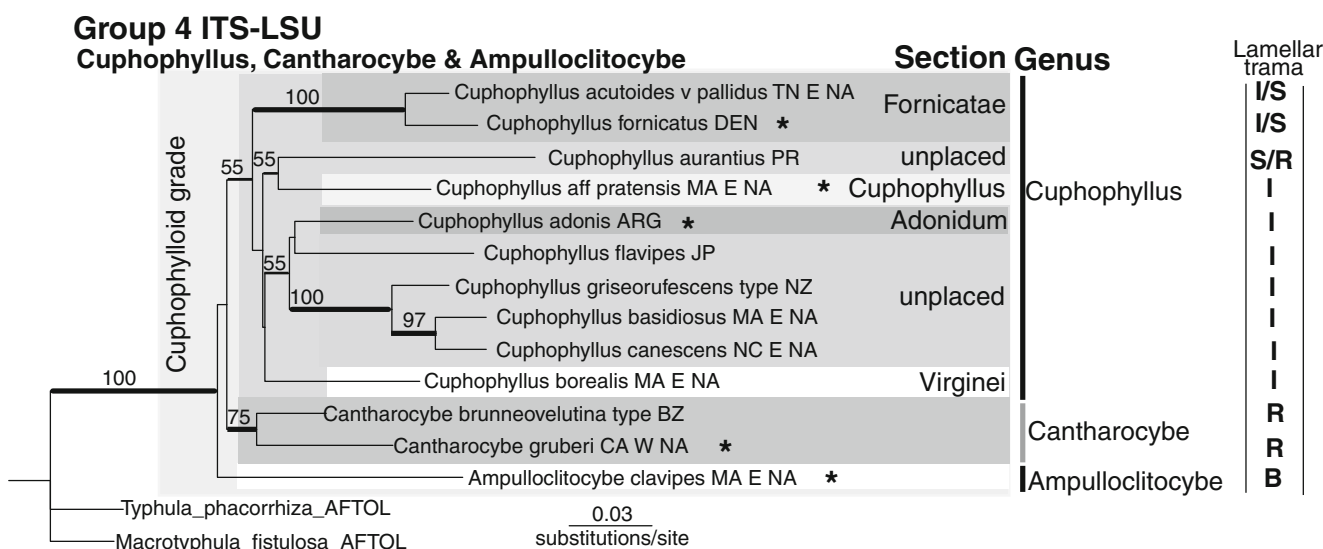 Group 4 ITS-LSU
Cuphophyllus, Cantharocybe & Ampulloclitocybe
Section Genus
Lamellar
trama
Cuphophylloid grade
100
Cuphophyllus acutoides v pallidus TN E NA
Fornicatae
I/S
Cuphophyllus fornicatus DEN *
I/S
55
55
Cuphophyllus aurantius PR
unplaced
S/R
Cuphophyllus aff pratensis MA E NA *
Cuphophyllus
Cuphophyllus
I
Cuphophyllus adonis ARG *
Adonidum
I
55
Cuphophyllus flavipes JP
I
100
Cuphophyllus griseorufescens type NZ
unplaced
I
97
Cuphophyllus basidiosus MA E NA
I
Cuphophyllus canescens NC E NA
I
100
Cuphophyllus borealis MA E NA
Virginei
I
75
Cantharocybe brunneovelutina type BZ
R
Cantharocybe
Cantharocybe gruberi CA W NA *
R
Ampulloclitocybe clavipes MA E NA *
Ampulloclitocybe
B
Typhula_phacorrhiza_AFTOL
0.03
substitutions/site
Macrotyphula_fistulosa_AFTOL